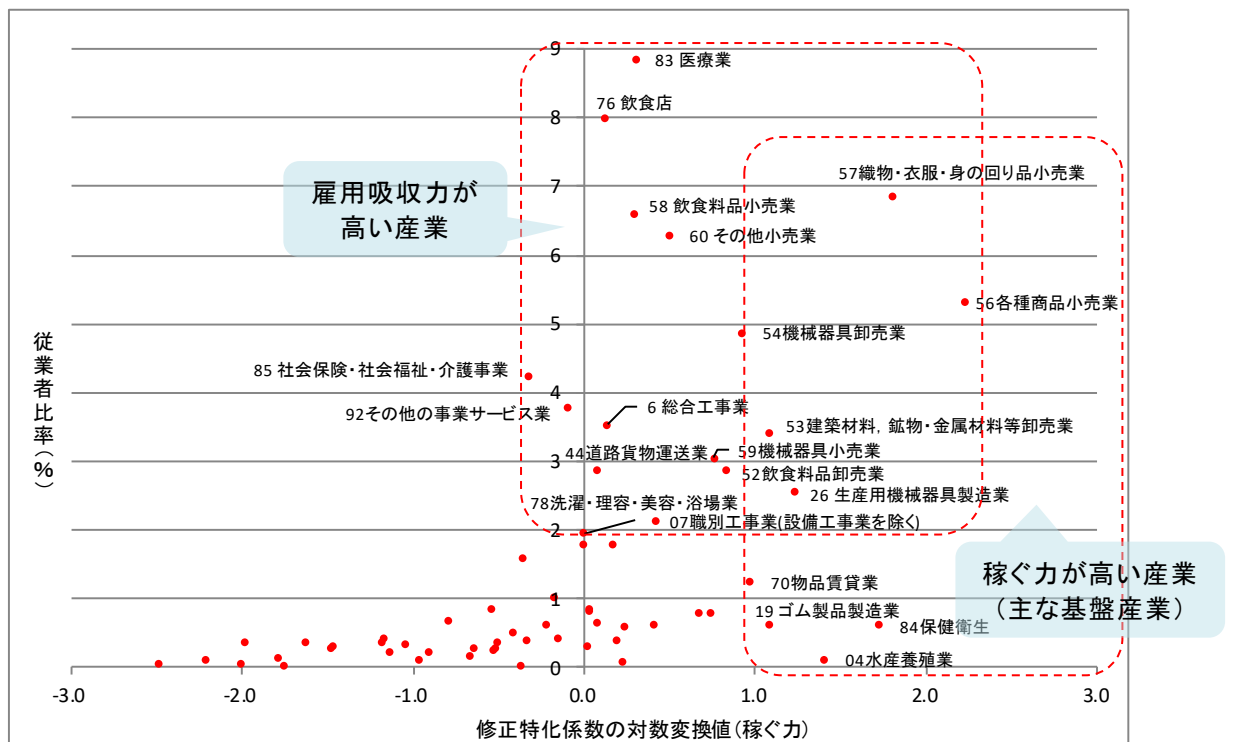 9
83 医療業
76 飲食店
8
57織物・衣服・身の回り品小売業
7
雇用吸収力が
高い産業
58 飲食料品小売業
60 その他小売業
6
56各種商品小売業
5
54機械器具卸売業
85 社会保険・社会福祉・介護事業
4
92その他の事業サービス業
6 総合工事業
53建築材料，鉱物・金属材料等卸売業
44道路貨物運送業
59機械器具小売業
3
52飲食料品卸売業
26 生産用機械器具製造業
78洗濯・理容・美容・浴場業
07職別工事業(設備工事業を除く)
2
稼ぐ力が高い産業
（主な基盤産業）
70物品賃貸業
1
19 ゴム製品製造業
84保健衛生
04水産養殖業
0
従業者比率(%)
-3.0 -2.0 -1.0 0.0 1.0 2.0 3.0
修正特化係数の対数変換値(稼ぐ力)